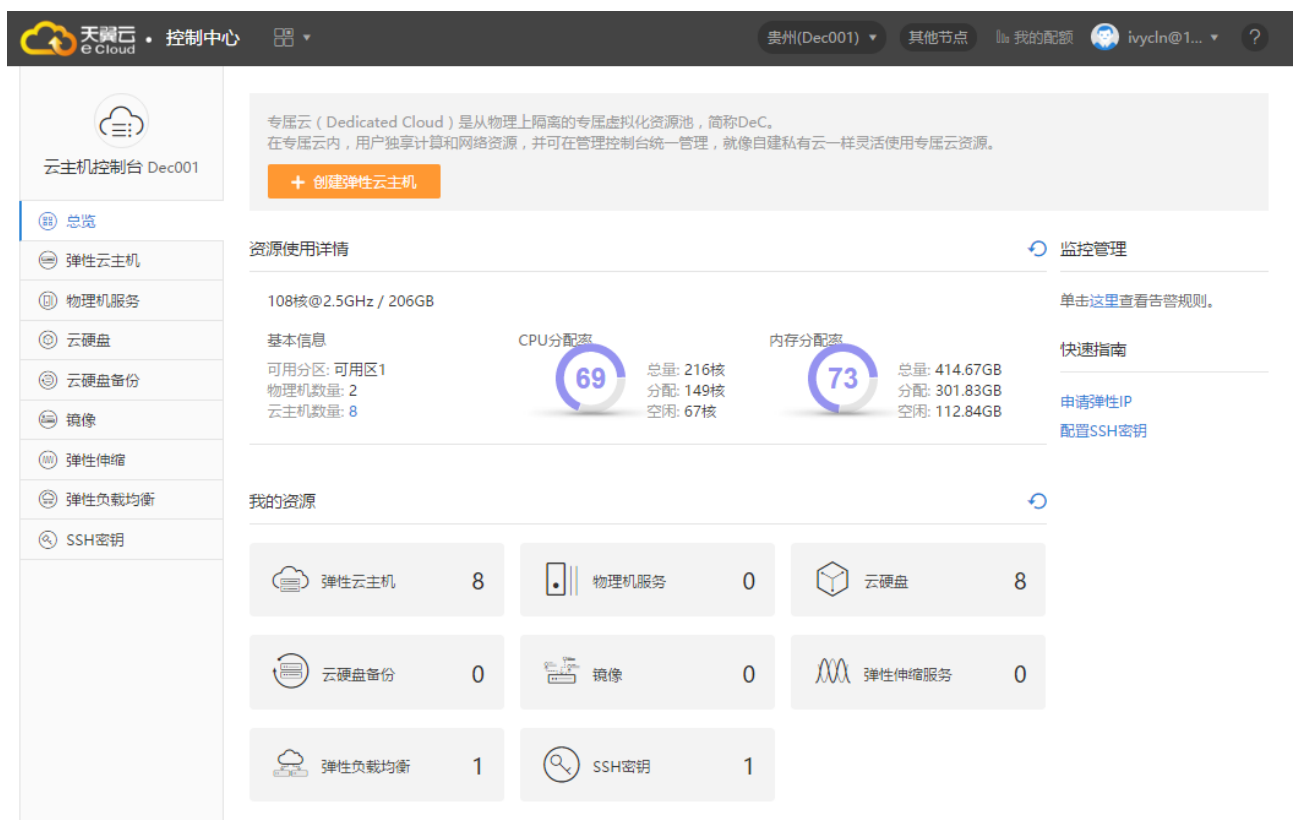 天翼云 • 控制中心
e Cloud
贵州(Dec001)
其他节点
我的配额
ivycln@1...
?
云主机控制台 Dec001
总览
弹性云主机
物理机服务
云硬盘
云硬盘备份
镜像
弹性伸缩
弹性负载均衡
SSH密钥
专属云（Dedicated Cloud）是从物理上隔离的专属虚拟化资源池，简称DeC。
在专属云内，用户独享计算和网络资源，并可在管理控制台统一管理，就像自建私有云一样灵活使用专属云资源。
+ 创建弹性云主机
资源使用详情
108核@2.5GHz / 206GB
基本信息
可用分区: 可用区1
物理机数量: 2
云主机数量: 8
CPU分配率
69
总量: 216核
分配: 149核
空闲: 67核
内存分配率
73
总量: 414.67GB
分配: 301.83GB
空闲: 112.84GB
监控管理
单击这里查看告警规则。
快速指南
申请弹性IP
配置SSH密钥
我的资源
弹性云主机 8
物理机服务 0
云硬盘 8
云硬盘备份 0
镜像 0
弹性伸缩服务 0
弹性负载均衡 1
SSH密钥 1